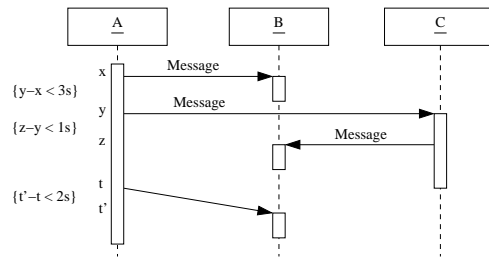 A B C
x Message
{y–x < 3s}
y Message
{z–y < 1s}
z Message
t
{t’–t < 2s}
t’